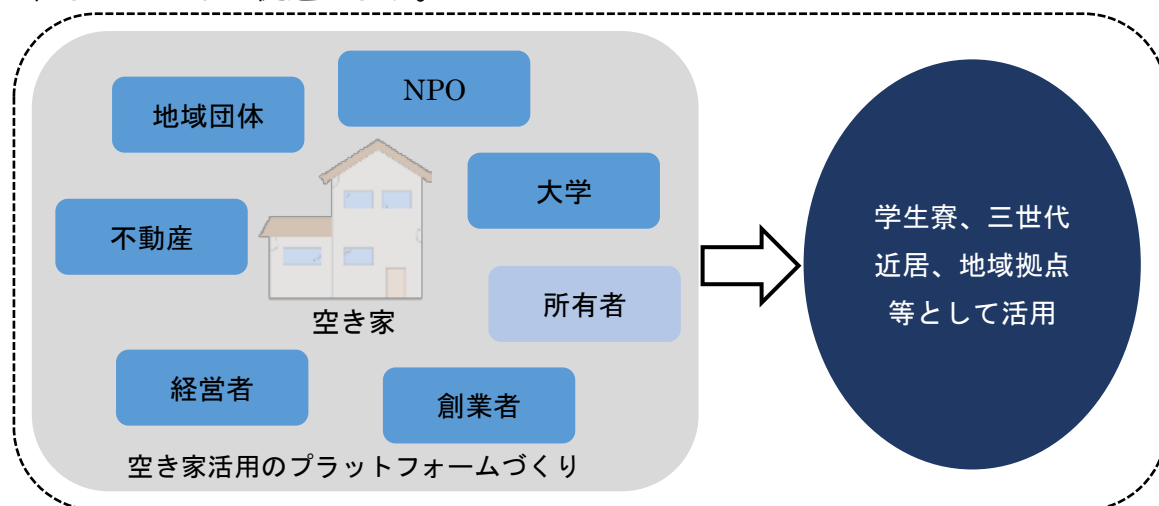 NPO
地域団体
大学
不動産
所有者
空き家
経営者
創業者
空き家活用のプラットフォームづくり
学生寮、三世代
近居、地域拠点
等として活用